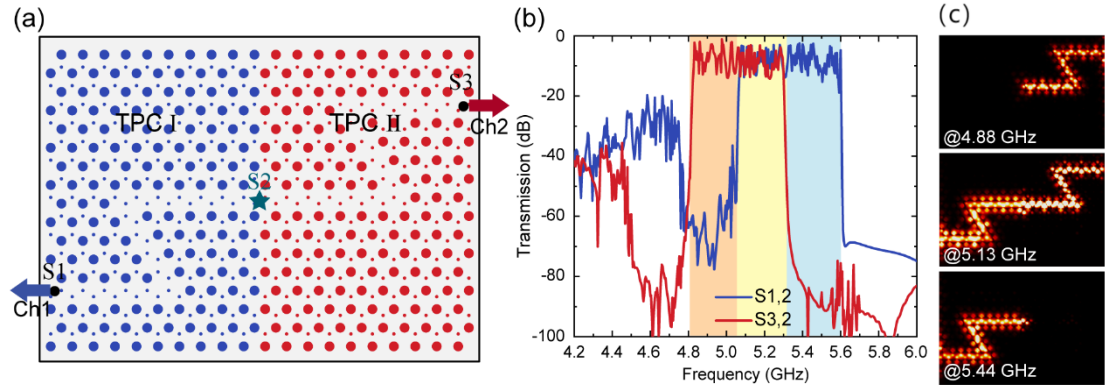 (a)
TPC I
TPC II
S3
Ch2
S2
S1
Ch1
(b)
Transmission (dB)
0
-20
-40
-60
-80
-100
S1,2
S3,2
4.2 4.4 4.6 4.8 5.0 5.2 5.4 5.6 5.8 6.0
Frequency (GHz)
(c)
@4.88 GHz
@5.13 GHz
@5.44 GHz